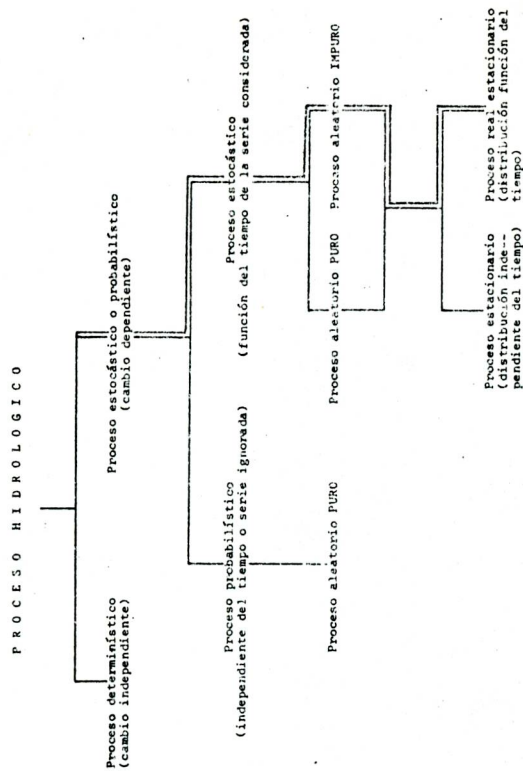 P R O C E S O   H I D R O L O G I C O
Proceso determinístico
(cambio independiente)
Proceso estocástico o probabilístico
(cambio dependiente)
Proceso probabilístico
(independiente del tiempo o serie ignorada)
Proceso estocástico
(función del tiempo de la serie considerada)
Proceso aleatorio PURO
Proceso aleatorio PURO
Proceso aleatorio IMPURO
Proceso estacionario
(distribución inde--
pendiente del tiempo)
Proceso real estacionario
(distribución función del
tiempo)